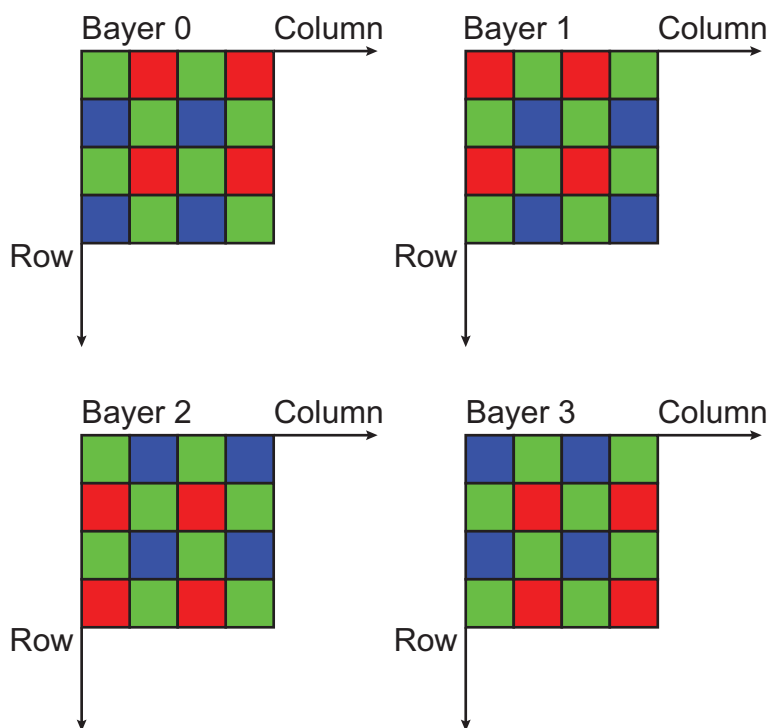 Bayer 0 Column
Bayer 1 Column
Row
Row
Bayer 2 Column
Bayer 3 Column
Row
Row